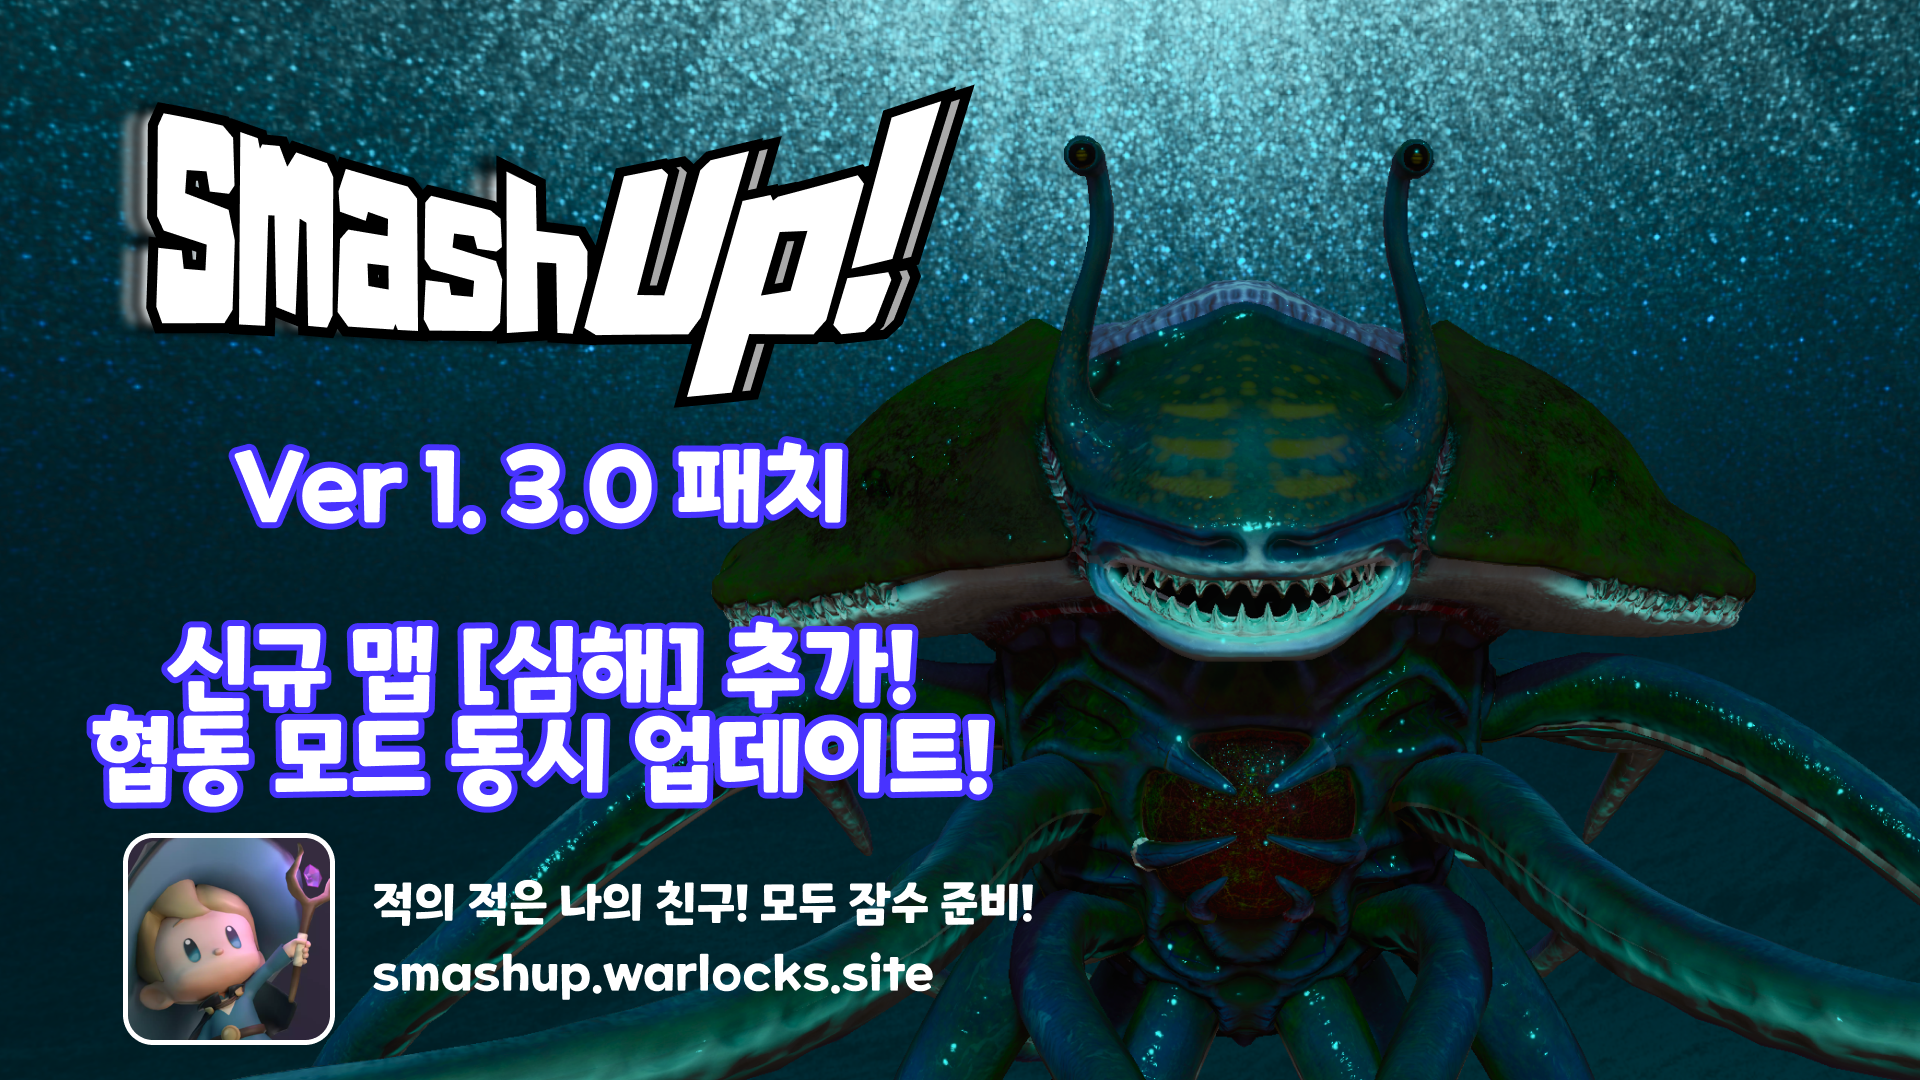 smashUp!
Ver 1. 3.0 패치
신규 맵 [심해] 추가!
협동 모드 동시 업데이트!
적의 적은 나의 친구! 모두 잠수 준비!
smashup.warlocks.site